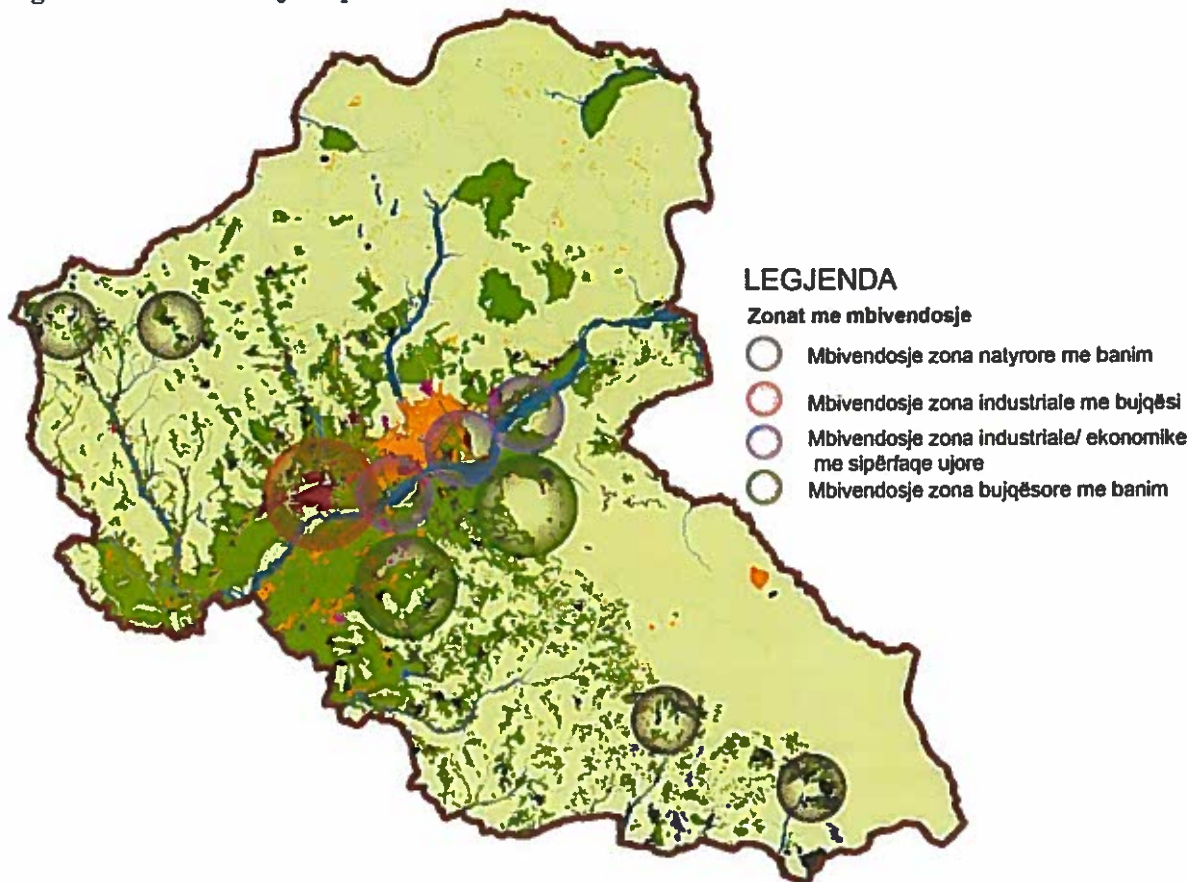 LEGJENDA
Zonat me mbivendosje
Mbivendosje zona natyrore me banim
Mbivendosje zona industriale me bujqësi
Mbivendosje zona industriale/ ekonomike
me sipërfaqe ujore
Mbivendosje zona bujqësore me banim